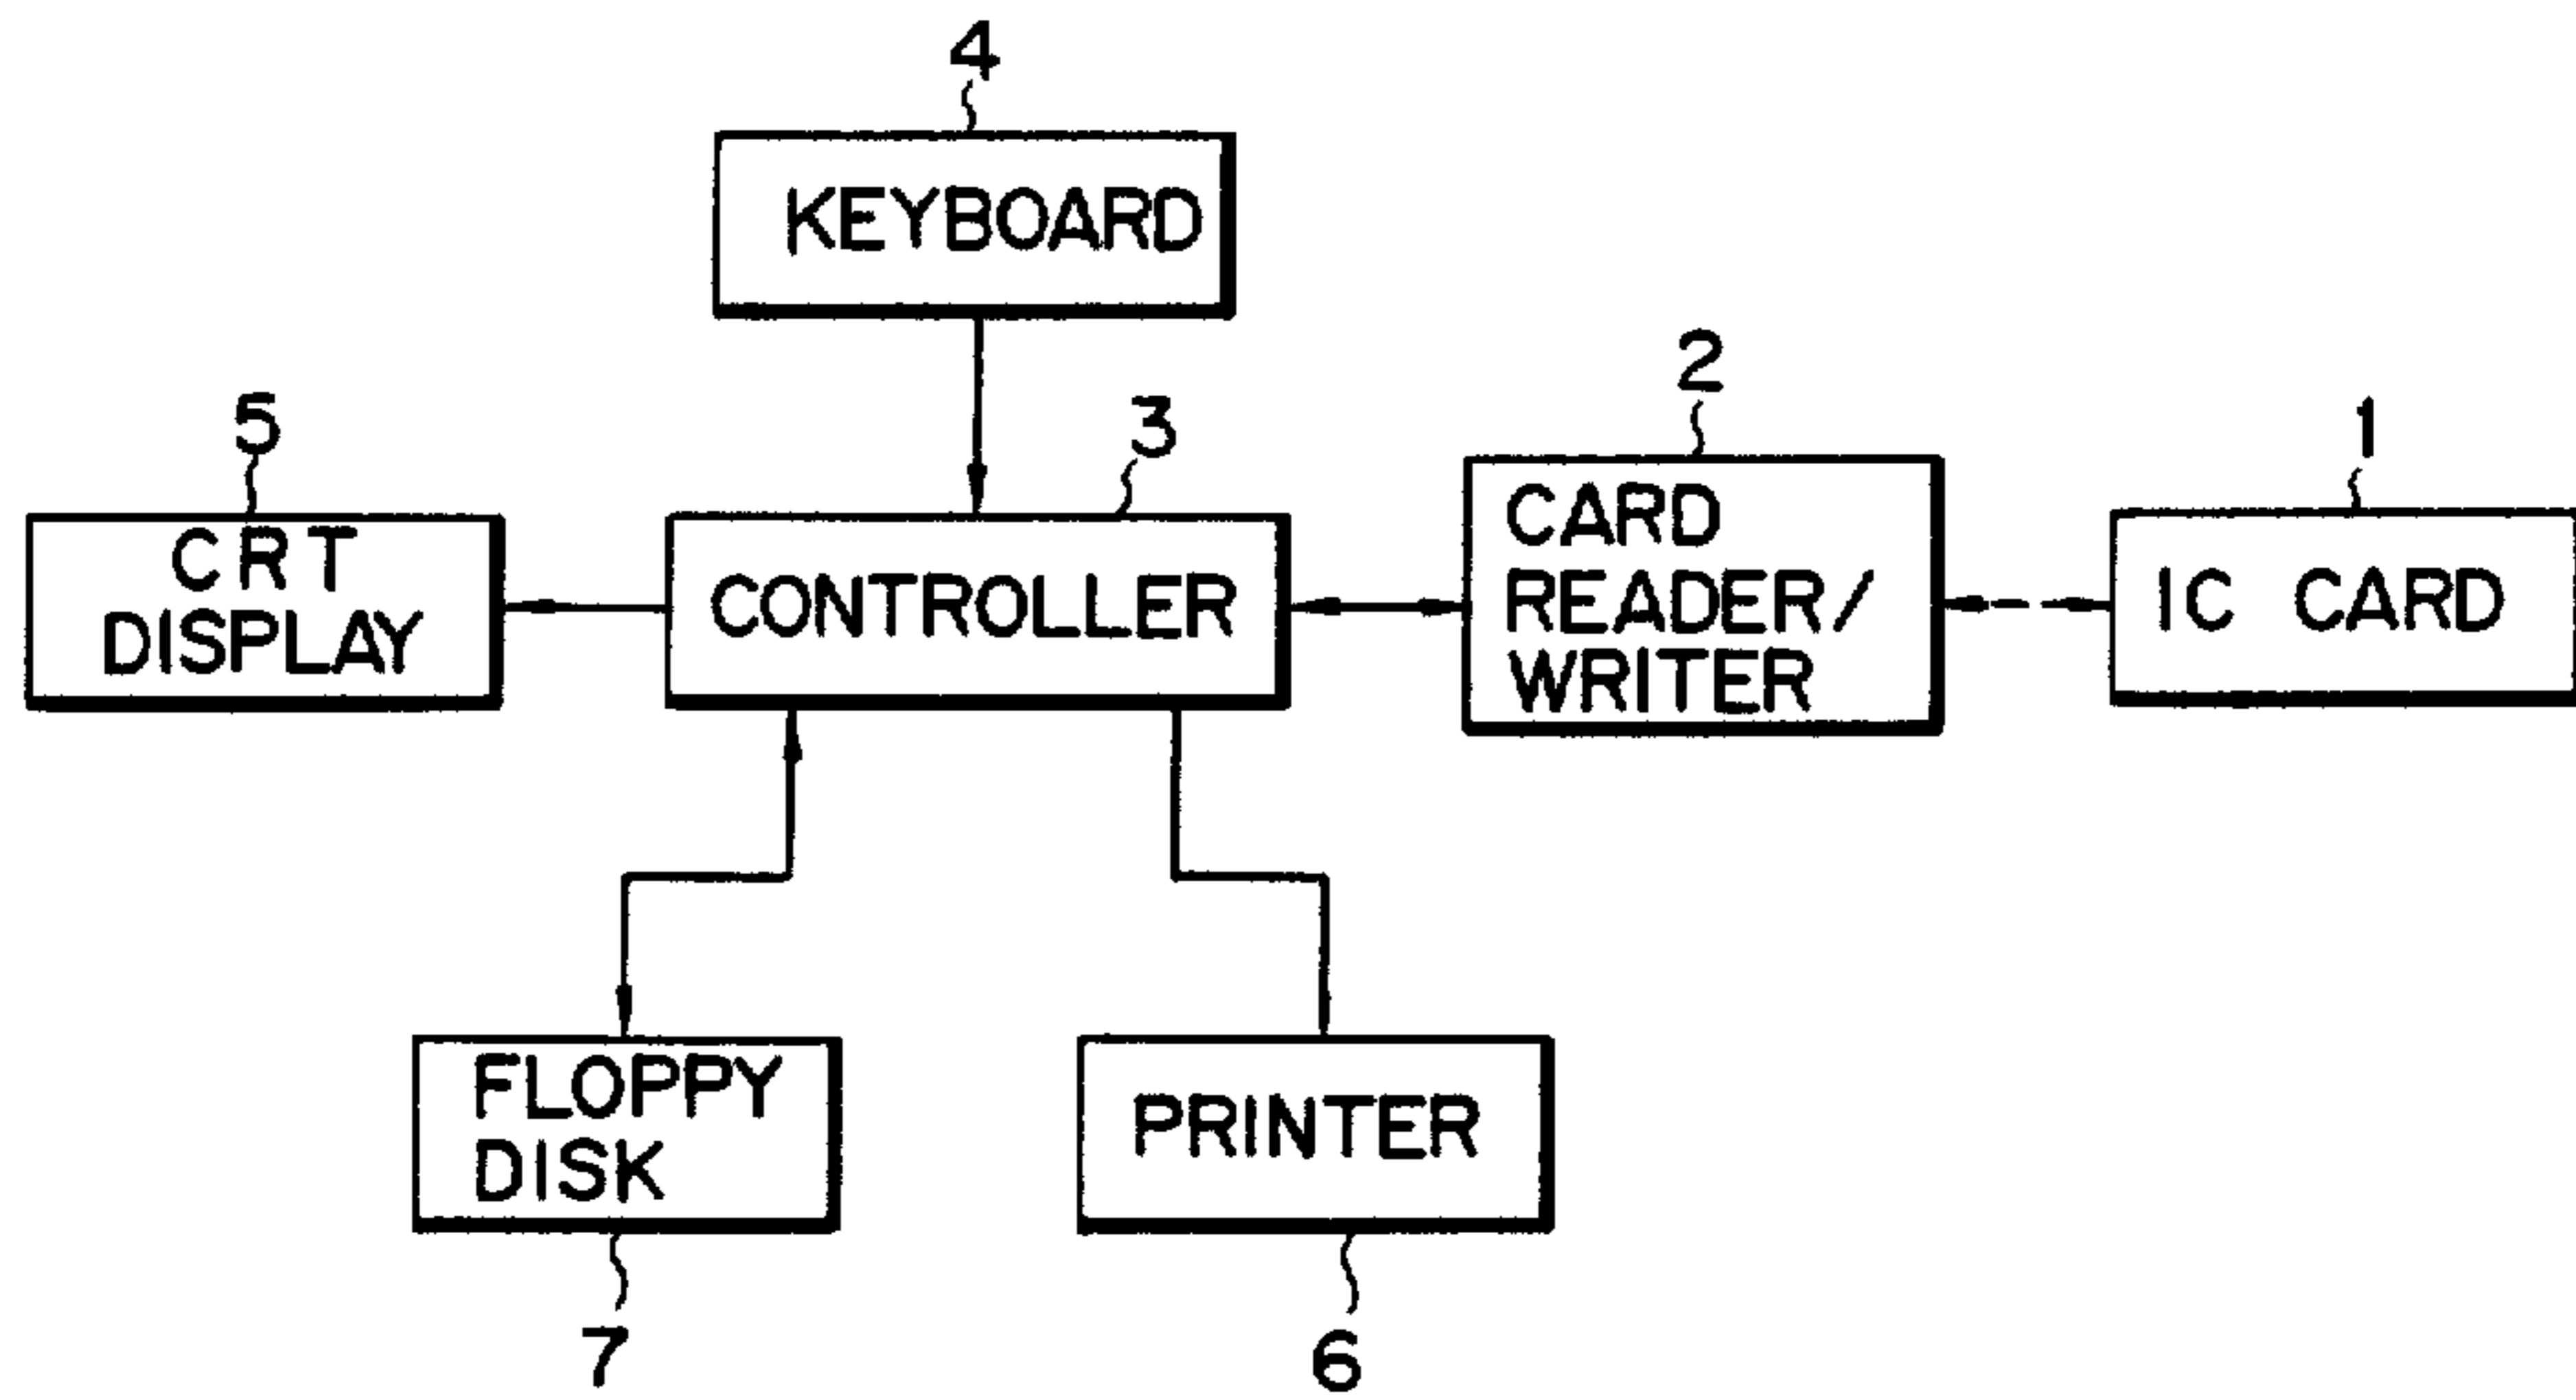 4
KEYBOARD
5
3
2
1
CRT
DISPLAY
CONTROLLER
CARD
READER/
WRITER
IC CARD
FLOPPY
DISK
PRINTER
7
6